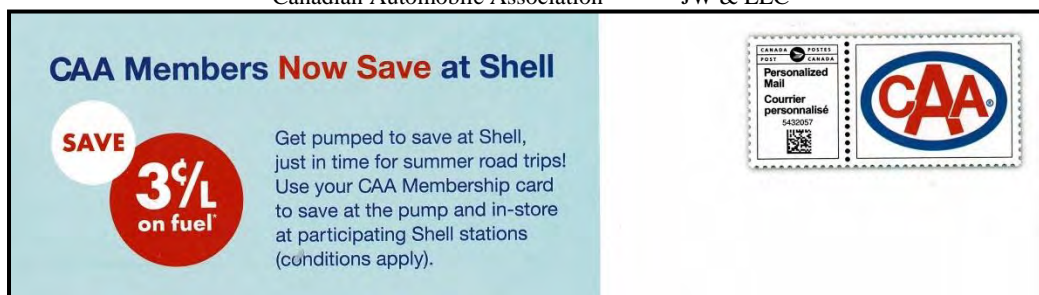 Canadian Automobile Association JW & LLC
CAA Members Now Save at Shell
SAVE
3¢/L
on fuel*
Get pumped to save at Shell,
just in time for summer road trips!
Use your CAA Membership card
to save at the pump and in-store
at participating Shell stations
(conditions apply).
CANADA POSTES
POST CANADA
Personalized
Mail
Courrier
personnalisé
5432057
CAA®